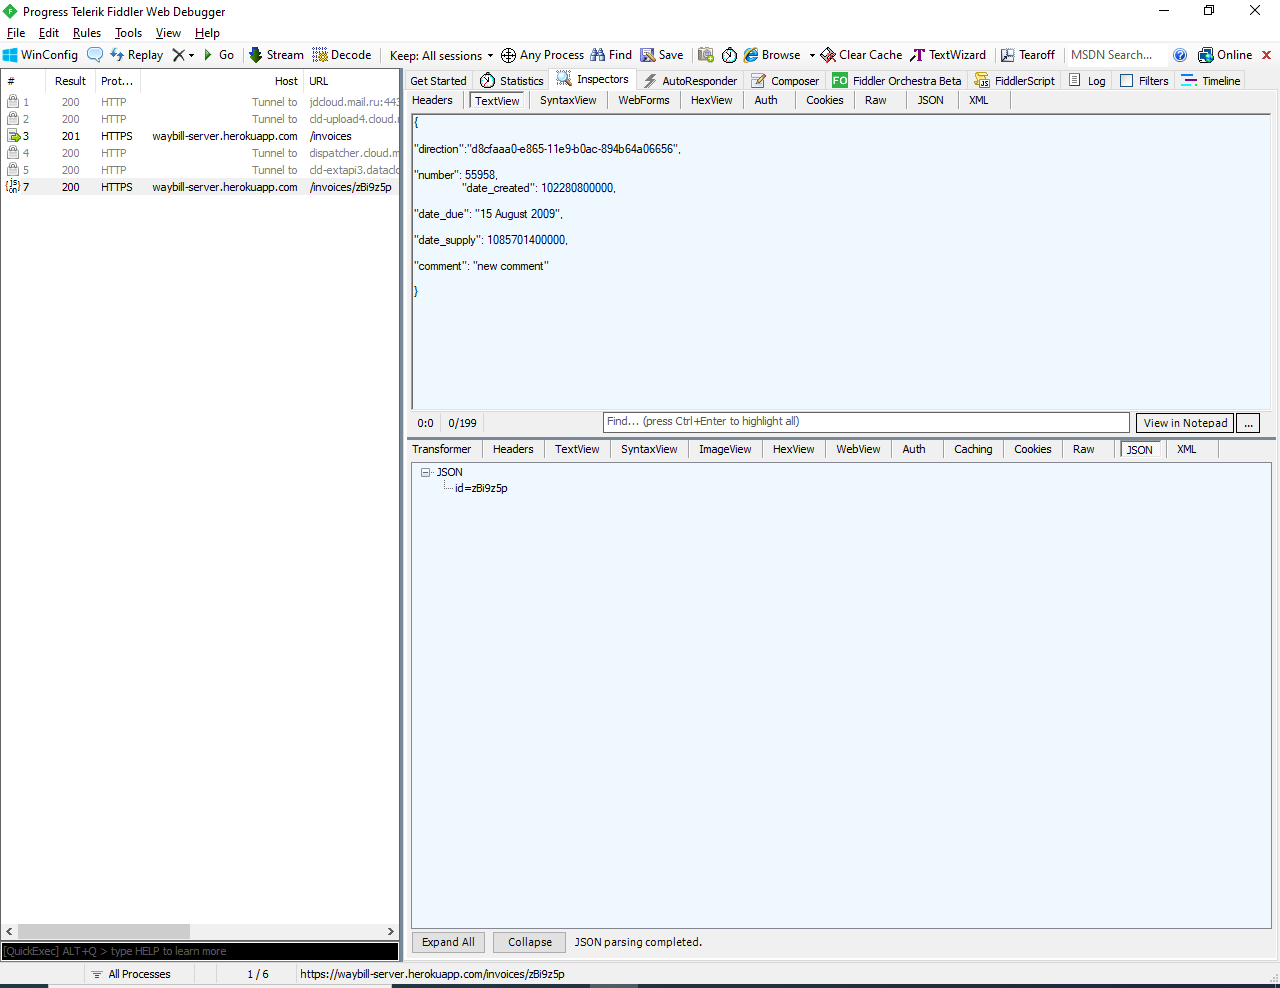 Progress Telerik Fiddler Web Debugger
File Edit Rules Tools View Help
WinConfig Replay Go Stream Decode Keep: All sessions Any Process Find Save Browse Clear Cache TextWizard Tearoff MSDN Search... Online
# Result Prot... Host URL
1 200 HTTP Tunnel to jdcloud.mail.ru:443
2 200 HTTP Tunnel to cld-upload4.cloud.r
3 201 HTTPS waybill-server.herokuapp.com /invoices
4 200 HTTP Tunnel to dispatcher.cloud.m
5 200 HTTP Tunnel to cld-extapi3.dataclo
7 200 HTTPS waybill-server.herokuapp.com /invoices/zBi9z5p
[QuickExec] ALT+Q > type HELP to learn more
Get Started Statistics Inspectors AutoResponder Composer FO Fiddler Orchestra Beta FiddlerScript Log Filters Timeline
Headers TextView SyntaxView WebForms HexView Auth Cookies Raw JSON XML
{
"direction":"d8cfaaa0-e865-11e9-b0ac-894b64a06656",
"number": 55958,
"date_created": 102280800000,
"date_due": "15 August 2009",
"date_supply": 1085701400000,
"comment": "new comment"
}
0:0 0/199 Find... (press Ctrl+Enter to highlight all) View in Notepad ...
Transformer Headers TextView SyntaxView ImageView HexView WebView Auth Caching Cookies Raw JSON XML
JSON
id=zBi9z5p
Expand All Collapse JSON parsing completed.
All Processes 1 / 6 https://waybill-server.herokuapp.com/invoices/zBi9z5p